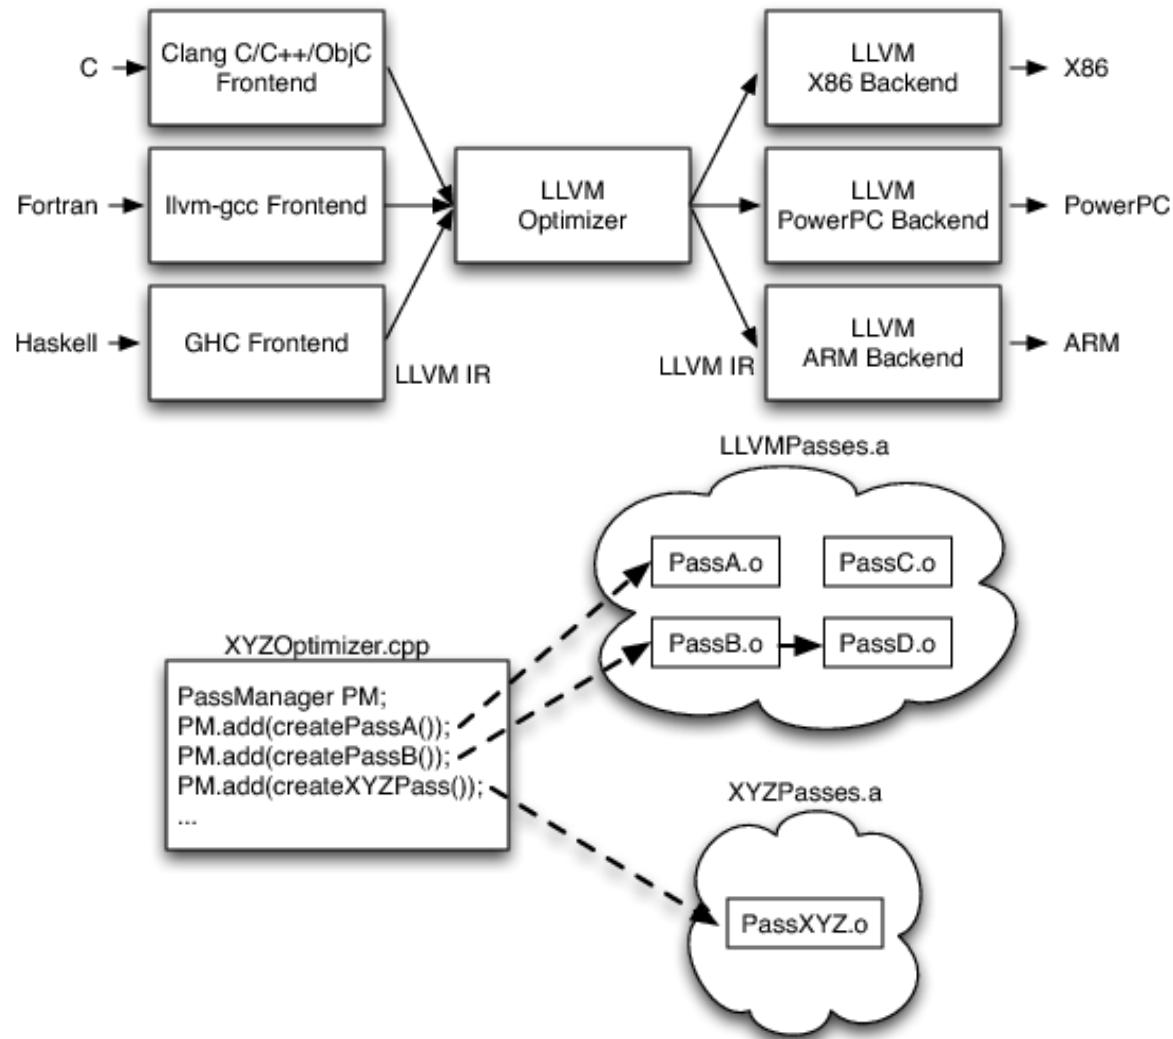 C
Clang C/C++/ObjC
Frontend
LLVM
X86 Backend
X86
Fortran
llvm-gcc Frontend
LLVM
Optimizer
LLVM
PowerPC Backend
PowerPC
Haskell
GHC Frontend
LLVM IR
LLVM IR
LLVM
ARM Backend
ARM
LLVMPasses.a
PassA.o
PassC.o
PassB.o
PassD.o
XYZOptimizer.cpp
PassManager PM;
PM.add(createPassA());
PM.add(createPassB());
PM.add(createXYZPass());
...
XYZPasses.a
PassXYZ.o